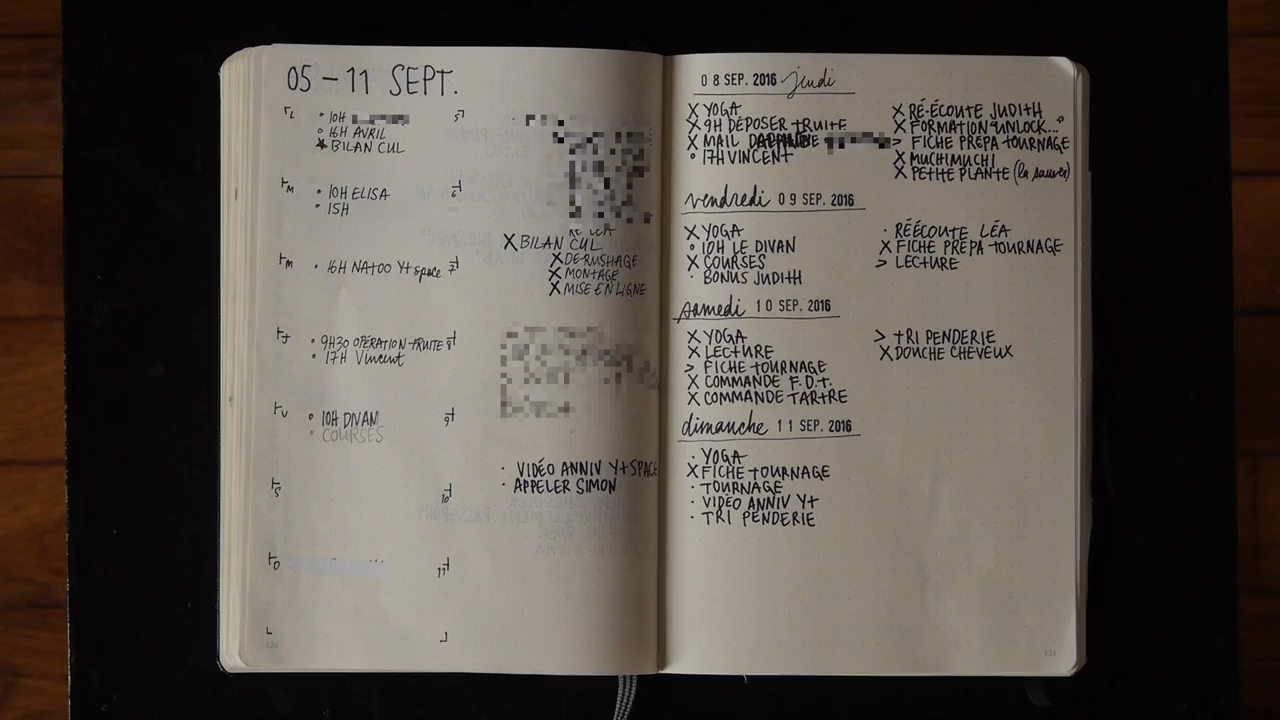 05 - 11 SEPT.
L 5
• 10H
• 16H AVRIL
★ BILAN CUL
M 6
• 10H ELISA
• 15H
M 7
• 16H NATOO Y+ space
J 8
• 9H30 OPÉRATION TRUITE
• 17H Vincent
V 9
• 10H DIVAN
• COURSES
S 10
D 11
X BILAN CUL
X DÉRUSHAGE
X MONTAGE
X MISE EN LIGNE
· VIDÉO ANNIV Y+SPACE
· APPELER SIMON
120
08 SEP. 2016 jeudi
X YOGA
X 9H DÉPOSER TRUITE
X MAIL
• 17H VINCENT
X RÉ-ÉCOUTE JUDITH
X FORMATION "UNLOCK..."
> FICHE PRÉPA TOURNAGE
X MUCHIMUCHI
X PETITE PLANTE (la sauver)
vendredi 09 SEP. 2016
X YOGA
• 10H LE DIVAN
X COURSES
· BONUS JUDITH
· RÉÉCOUTE LÉA
X FICHE PRÉPA TOURNAGE
> LECTURE
samedi 10 SEP. 2016
X YOGA
X LECTURE
> FICHE TOURNAGE
X COMMANDE F.D.T.
X COMMANDE TARTRE
> TRI PENDERIE
X DOUCHE CHEVEUX
dimanche 11 SEP. 2016
· YOGA
X FICHE TOURNAGE
· TOURNAGE
· VIDÉO ANNIV Y+
· TRI PENDERIE
121